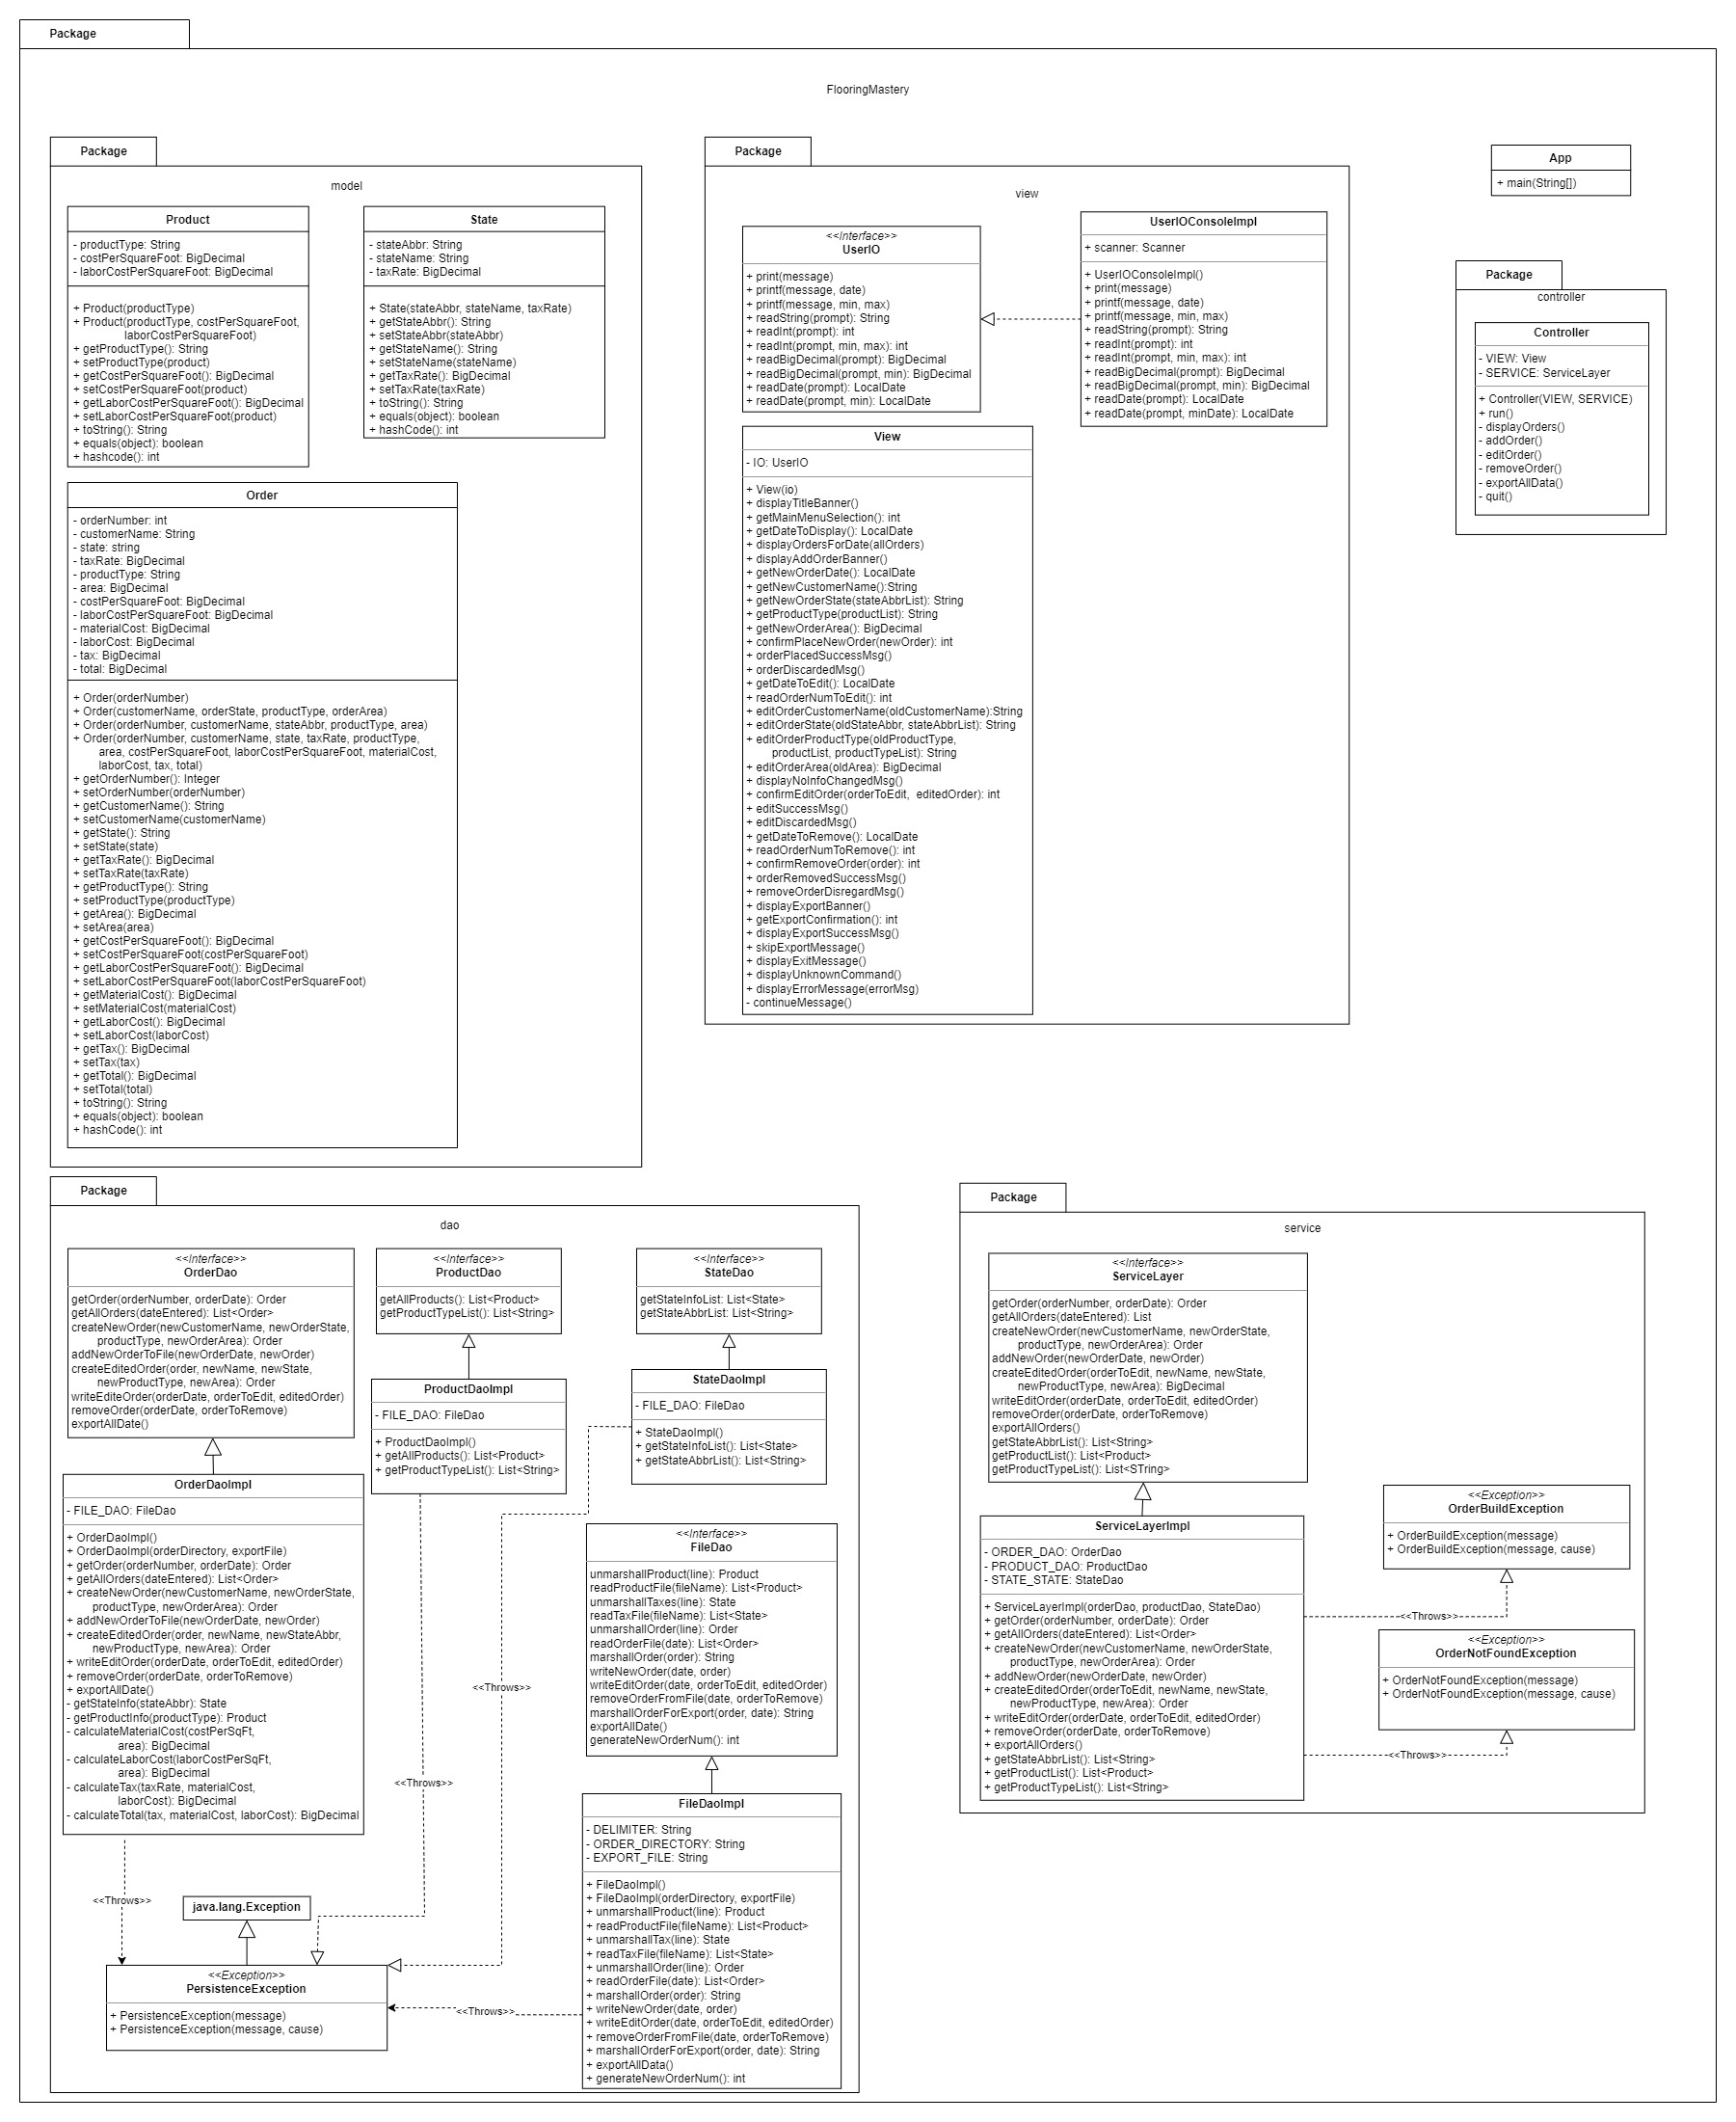 Package
FlooringMastery
Package
model
Product
- productType: String
- costPerSquareFoot: BigDecimal
- laborCostPerSquareFoot: BigDecimal
+ Product(productType)
+ Product(productType, costPerSquareFoot,
laborCostPerSquareFoot)
+ getProductType(): String
+ setProductType(product)
+ getCostPerSquareFoot(): BigDecimal
+ setCostPerSquareFoot(product)
+ getLaborCostPerSquareFoot(): BigDecimal
+ setLaborCostPerSquareFoot(product)
+ toString(): String
+ equals(object): boolean
+ hashcode(): int
State
- stateAbbr: String
- stateName: String
- taxRate: BigDecimal
+ State(stateAbbr, stateName, taxRate)
+ getStateAbbr(): String
+ setStateAbbr(stateAbbr)
+ getStateName(): String
+ setStateName(stateName)
+ getTaxRate(): BigDecimal
+ setTaxRate(taxRate)
+ toString(): String
+ equals(object): boolean
+ hashCode(): int
Order
- orderNumber: int
- customerName: String
- state: string
- taxRate: BigDecimal
- productType: String
- area: BigDecimal
- costPerSquareFoot: BigDecimal
- laborCostPerSquareFoot: BigDecimal
- materialCost: BigDecimal
- laborCost: BigDecimal
- tax: BigDecimal
- total: BigDecimal
+ Order(orderNumber)
+ Order(customerName, orderState, productType, orderArea)
+ Order(orderNumber, customerName, stateAbbr, productType, area)
+ Order(orderNumber, customerName, state, taxRate, productType,
area, costPerSquareFoot, laborCostPerSquareFoot, materialCost,
laborCost, tax, total)
+ getOrderNumber(): Integer
+ setOrderNumber(orderNumber)
+ getCustomerName(): String
+ setCustomerName(customerName)
+ getState(): String
+ setState(state)
+ getTaxRate(): BigDecimal
+ setTaxRate(taxRate)
+ getProductType(): String
+ setProductType(productType)
+ getArea(): BigDecimal
+ setArea(area)
+ getCostPerSquareFoot(): BigDecimal
+ setCostPerSquareFoot(costPerSquareFoot)
+ getLaborCostPerSquareFoot(): BigDecimal
+ setLaborCostPerSquareFoot(laborCostPerSquareFoot)
+ getMaterialCost(): BigDecimal
+ setMaterialCost(materialCost)
+ getLaborCost(): BigDecimal
+ setLaborCost(laborCost)
+ getTax(): BigDecimal
+ setTax(tax)
+ getTotal(): BigDecimal
+ setTotal(total)
+ toString(): String
+ equals(object): boolean
+ hashCode(): int
Package
view
<<Interface>>
UserIO
+ print(message)
+ printf(message, date)
+ printf(message, min, max)
+ readString(prompt): String
+ readInt(prompt): int
+ readInt(prompt, min, max): int
+ readBigDecimal(prompt): BigDecimal
+ readBigDecimal(prompt, min): BigDecimal
+ readDate(prompt): LocalDate
+ readDate(prompt, min): LocalDate
UserIOConsoleImpl
+ scanner: Scanner
+ UserIOConsoleImpl()
+ print(message)
+ printf(message, date)
+ printf(message, min, max)
+ readString(prompt): String
+ readInt(prompt): int
+ readInt(prompt, min, max): int
+ readBigDecimal(prompt): BigDecimal
+ readBigDecimal(prompt, min): BigDecimal
+ readDate(prompt): LocalDate
+ readDate(prompt, minDate): LocalDate
View
- IO: UserIO
+ View(io)
+ displayTitleBanner()
+ getMainMenuSelection(): int
+ getDateToDisplay(): LocalDate
+ displayOrdersForDate(allOrders)
+ displayAddOrderBanner()
+ getNewOrderDate(): LocalDate
+ getNewCustomerName():String
+ getNewOrderState(stateAbbrList): String
+ getProductType(productList): String
+ getNewOrderArea(): BigDecimal
+ confirmPlaceNewOrder(newOrder): int
+ orderPlacedSuccessMsg()
+ orderDiscardedMsg()
+ getDateToEdit(): LocalDate
+ readOrderNumToEdit(): int
+ editOrderCustomerName(oldCustomerName):String
+ editOrderState(oldStateAbbr, stateAbbrList): String
+ editOrderProductType(oldProductType,
productList, productTypeList): String
+ editOrderArea(oldArea): BigDecimal
+ displayNoInfoChangedMsg()
+ confirmEditOrder(orderToEdit, editedOrder): int
+ editSuccessMsg()
+ editDiscardedMsg()
+ getDateToRemove(): LocalDate
+ readOrderNumToRemove(): int
+ confirmRemoveOrder(order): int
+ orderRemovedSuccessMsg()
+ removeOrderDisregardMsg()
+ displayExportBanner()
+ getExportConfirmation(): int
+ displayExportSuccessMsg()
+ skipExportMessage()
+ displayExitMessage()
+ displayUnknownCommand()
+ displayErrorMessage(errorMsg)
- continueMessage()
App
+ main(String[])
Package
controller
Controller
- VIEW: View
- SERVICE: ServiceLayer
+ Controller(VIEW, SERVICE)
+ run()
- displayOrders()
- addOrder()
- editOrder()
- removeOrder()
- exportAllData()
- quit()
Package
dao
<<Interface>>
OrderDao
getOrder(orderNumber, orderDate): Order
getAllOrders(dateEntered): List<Order>
createNewOrder(newCustomerName, newOrderState,
productType, newOrderArea): Order
addNewOrderToFile(newOrderDate, newOrder)
createEditedOrder(order, newName, newState,
newProductType, newArea): Order
writeEditeOrder(orderDate, orderToEdit, editedOrder)
removeOrder(orderDate, orderToRemove)
exportAllDate()
<<Interface>>
ProductDao
getAllProducts(): List<Product>
getProductTypeList(): List<String>
<<Interface>>
StateDao
getStateInfoList: List<State>
getStateAbbrList: List<String>
ProductDaoImpl
- FILE_DAO: FileDao
+ ProductDaoImpl()
+ getAllProducts(): List<Product>
+ getProductTypeList(): List<String>
StateDaoImpl
- FILE_DAO: FileDao
+ StateDaoImpl()
+ getStateInfoList(): List<State>
+ getStateAbbrList(): List<String>
OrderDaoImpl
- FILE_DAO: FileDao
+ OrderDaoImpl()
+ OrderDaoImpl(orderDirectory, exportFile)
+ getOrder(orderNumber, orderDate): Order
+ getAllOrders(dateEntered): List<Order>
+ createNewOrder(newCustomerName, newOrderState,
productType, newOrderArea): Order
+ addNewOrderToFile(newOrderDate, newOrder)
+ createEditedOrder(order, newName, newStateAbbr,
newProductType, newArea): Order
+ writeEditOrder(orderDate, orderToEdit, editedOrder)
+ removeOrder(orderDate, orderToRemove)
+ exportAllDate()
- getStateInfo(stateAbbr): State
- getProductInfo(productType): Product
- calculateMaterialCost(costPerSqFt,
area): BigDecimal
- calculateLaborCost(laborCostPerSqFt,
area): BigDecimal
- calculateTax(taxRate, materialCost,
laborCost): BigDecimal
- calculateTotal(tax, materialCost, laborCost): BigDecimal
<<Interface>>
FileDao
unmarshallProduct(line): Product
readProductFile(fileName): List<Product>
unmarshallTaxes(line): State
readTaxFile(fileName): List<State>
unmarshallOrder(line): Order
readOrderFile(date): List<Order>
marshallOrder(order): String
writeNewOrder(date, order)
writeEditOrder(date, orderToEdit, editedOrder)
removeOrderFromFile(date, orderToRemove)
marshallOrderForExport(order, date): String
exportAllDate()
generateNewOrderNum(): int
<<Throws>>
<<Throws>>
<<Throws>>
FileDaoImpl
- DELIMITER: String
- ORDER_DIRECTORY: String
- EXPORT_FILE: String
+ FileDaoImpl()
+ FileDaoImpl(orderDirectory, exportFile)
+ unmarshallProduct(line): Product
+ readProductFile(fileName): List<Product>
+ unmarshallTax(line): State
+ readTaxFile(fileName): List<State>
+ unmarshallOrder(line): Order
+ readOrderFile(date): List<Order>
+ marshallOrder(order): String
+ writeNewOrder(date, order)
+ writeEditOrder(date, orderToEdit, editedOrder)
+ removeOrderFromFile(date, orderToRemove)
+ marshallOrderForExport(order, date): String
+ exportAllData()
+ generateNewOrderNum(): int
java.lang.Exception
<<Exception>>
PersistenceException
+ PersistenceException(message)
+ PersistenceException(message, cause)
<<Throws>>
Package
service
<<Interface>>
ServiceLayer
getOrder(orderNumber, orderDate): Order
getAllOrders(dateEntered): List
createNewOrder(newCustomerName, newOrderState,
productType, newOrderArea): Order
addNewOrder(newOrderDate, newOrder)
createEditedOrder(orderToEdit, newName, newState,
newProductType, newArea): BigDecimal
writeEditOrder(orderDate, orderToEdit, editedOrder)
removeOrder(orderDate, orderToRemove)
exportAllOrders()
getStateAbbrList(): List<String>
getProductList(): List<Product>
getProductTypeList(): List<STring>
ServiceLayerImpl
- ORDER_DAO: OrderDao
- PRODUCT_DAO: ProductDao
- STATE_STATE: StateDao
+ ServiceLayerImpl(orderDao, productDao, StateDao)
+ getOrder(orderNumber, orderDate): Order
+ getAllOrders(dateEntered): List<Order>
+ createNewOrder(newCustomerName, newOrderState,
productType, newOrderArea): Order
+ addNewOrder(newOrderDate, newOrder)
+ createEditedOrder(orderToEdit, newName, newState,
newProductType, newArea): Order
+ writeEditOrder(orderDate, orderToEdit, editedOrder)
+ removeOrder(orderDate, orderToRemove)
+ exportAllOrders()
+ getStateAbbrList(): List<String>
+ getProductList(): List<Product>
+ getProductTypeList(): List<String>
<<Exception>>
OrderBuildException
+ OrderBuildException(message)
+ OrderBuildException(message, cause)
<<Throws>>
<<Exception>>
OrderNotFoundException
+ OrderNotFoundException(message)
+ OrderNotFoundException(message, cause)
<<Throws>>